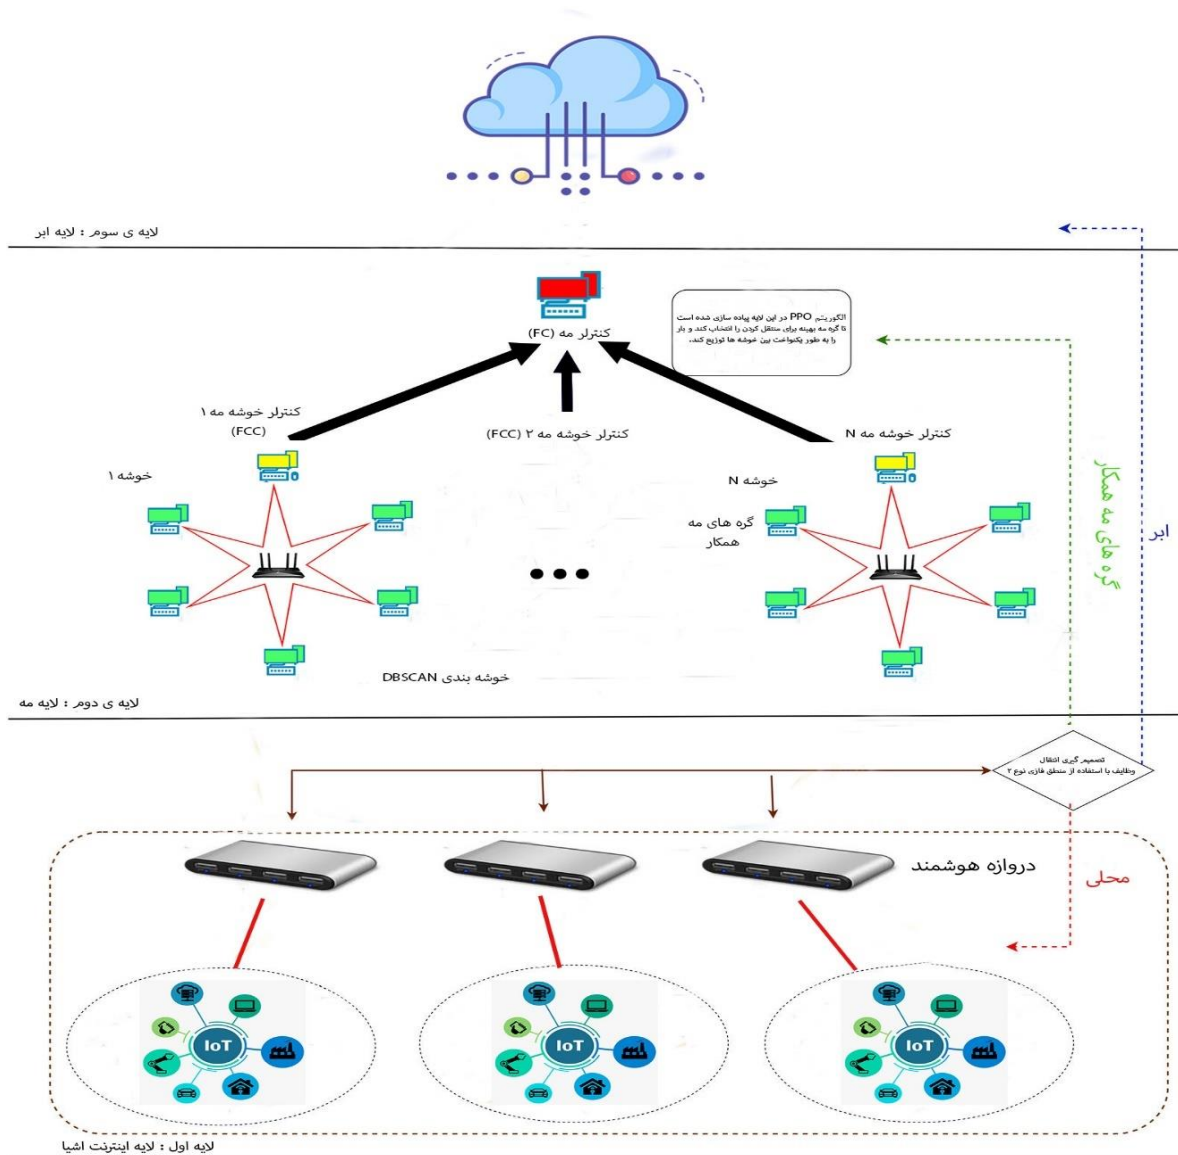 لایه ی سوم : لایه ابر
کنترلر مه (FC)
الگوریتم PPO در این لایه پیاده سازی شده است
تا گره مه بهینه برای منتقل کردن را انتخاب کند و بار
را به طور یکنواخت بین خوشه ها توزیع کند.
کنترلر خوشه مه ۱
(FCC)
کنترلر خوشه مه ۲ (FCC)
کنترلر خوشه مه N
خوشه ۱
خوشه N
گره های مه
همکار
گره های مه همکار
ابر
خوشه بندی DBSCAN
لایه ی دوم : لایه مه
تصمیم گیری انتقال
وظایف با استفاده از منطق فازی نوع ۲
دروازه هوشمند
محلی
IoT
IoT
IoT
لایه اول : لایه اینترنت اشیا